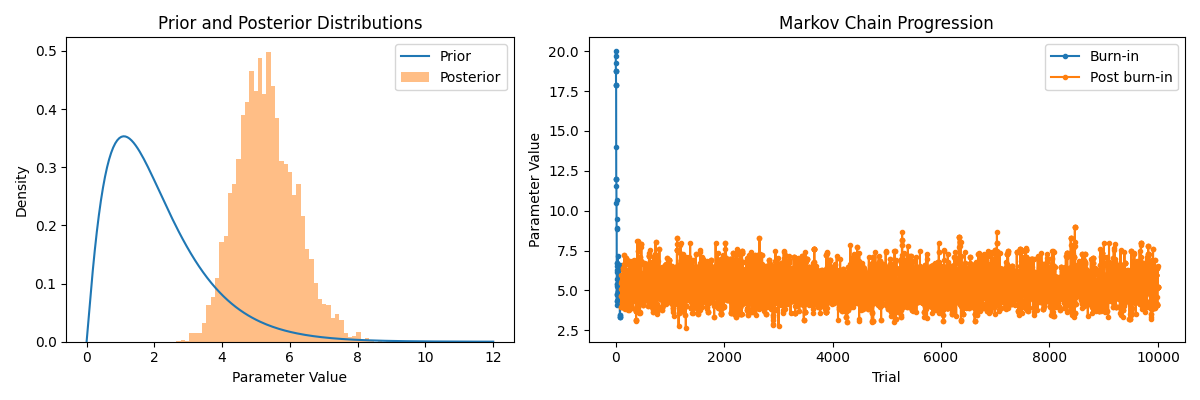 Prior and Posterior Distributions
Prior
Posterior
Density
0.5
0.4
0.3
0.2
0.1
0.0
0 2 4 6 8 10 12
Parameter Value
Markov Chain Progression
Burn-in
Post burn-in
Parameter Value
20.0
17.5
15.0
12.5
10.0
7.5
5.0
2.5
0 2000 4000 6000 8000 10000
Trial